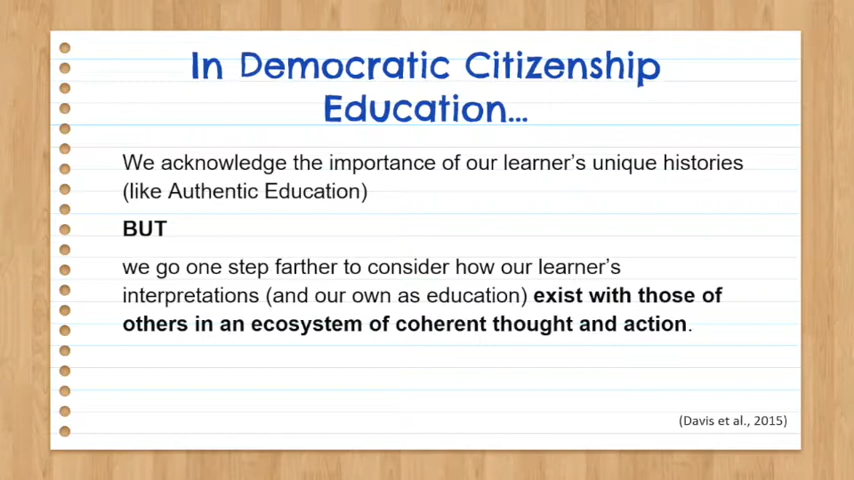 In Democratic Citizenship
Education...
We acknowledge the importance of our learner's unique histories
(like Authentic Education)
BUT
we go one step farther to consider how our learner's
interpretations (and our own as education) exist with those of
others in an ecosystem of coherent thought and action.
(Davis et al., 2015)